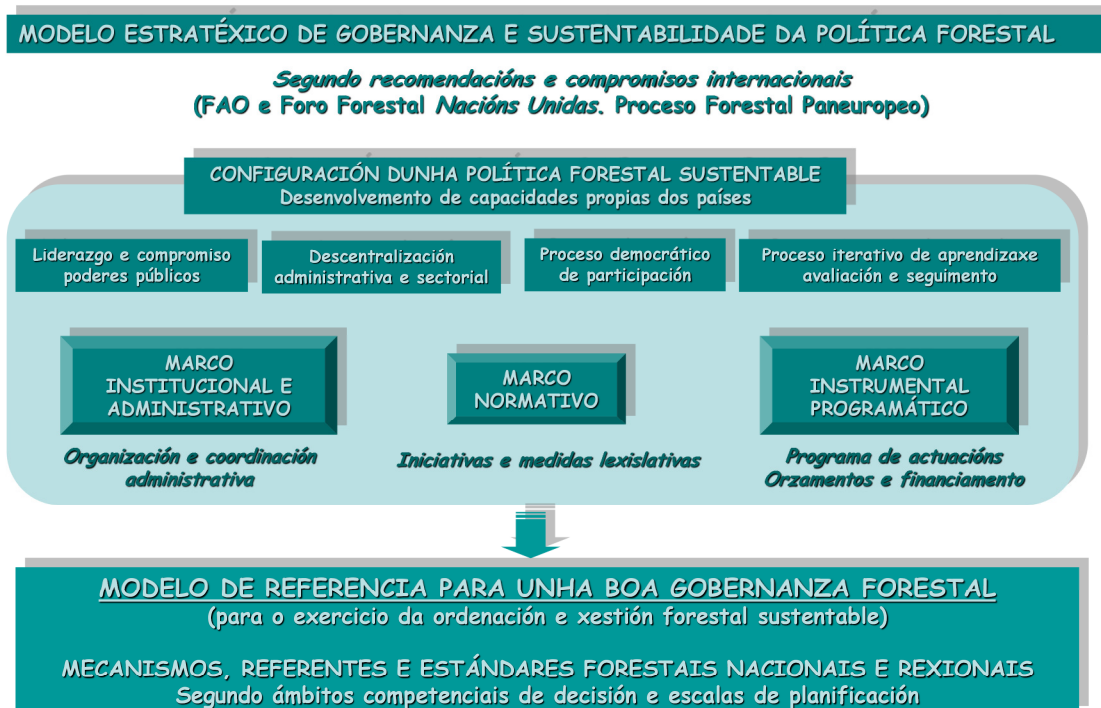 MODELO ESTRATÉXICO DE GOBERNANZA E SUSTENTABILIDADE DA POLÍTICA FORESTAL
Segundo recomendacións e compromisos internacionais
(FAO e Foro Forestal Nacións Unidas. Proceso Forestal Paneuropeo)
CONFIGURACIÓN DUNHA POLÍTICA FORESTAL SUSTENTABLE
Desenvolvemento de capacidades propias dos países
Liderazgo e compromiso
poderes públicos
Descentralización
administrativa e sectorial
Proceso democrático
de participación
Proceso iterativo de aprendizaxe
avaliación e seguimento
MARCO
INSTITUCIONAL E
ADMINISTRATIVO
MARCO
NORMATIVO
MARCO
INSTRUMENTAL
PROGRAMÁTICO
Organización e coordinación
administrativa
Iniciativas e medidas lexislativas
Programa de actuacións
Orzamentos e financiamento
MODELO DE REFERENCIA PARA UNHA BOA GOBERNANZA FORESTAL
(para o exercicio da ordenación e xestión forestal sustentable)
MECANISMOS, REFERENTES E ESTÁNDARES FORESTAIS NACIONAIS E REXIONAIS
Segundo ámbitos competenciais de decisión e escalas de planificación